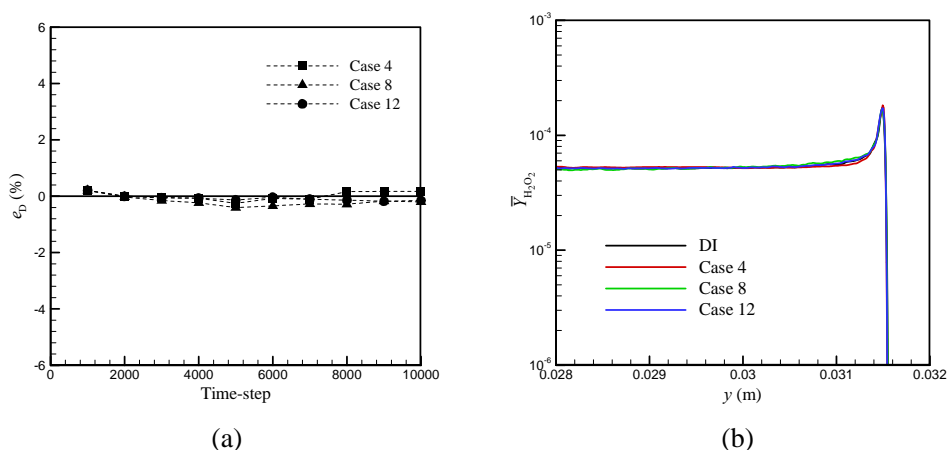 6
4
2
0
-2
-4
-6
e_D (%)
Case 4
Case 8
Case 12
0 2000 4000 6000 8000 10000
Time-step
(a)
10^-3
10^-4
10^-5
10^-6
Y̅_H₂O₂
DI
Case 4
Case 8
Case 12
0.028 0.029 0.03 0.031 0.032
y (m)
(b)